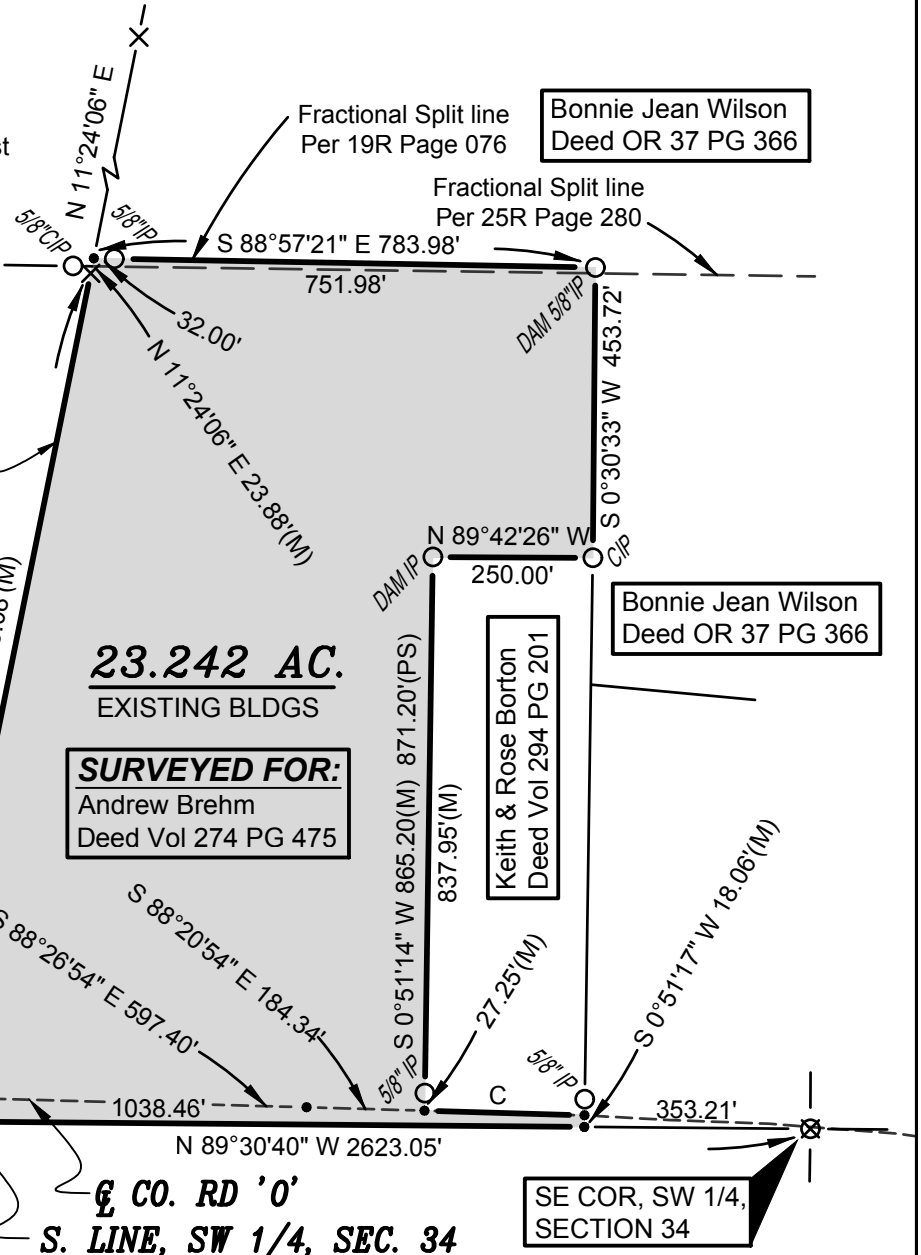 N 11°24'06" E
st
Fractional Split line
Per 19R Page 076
Bonnie Jean Wilson
Deed OR 37 PG 366
Fractional Split line
Per 25R Page 280
5/8"CIP
5/8"IP
S 88°57'21" E 783.98'
751.98'
DAM 5/8"IP
32.00'
N 11°24'06" E 23.88'(M)
S 0°30'33" W 453.72'
N 89°42'26" W
250.00'
DAM IP
CIP
Bonnie Jean Wilson
Deed OR 37 PG 366
(M)
23.242 AC.
EXISTING BLDGS
SURVEYED FOR:
Andrew Brehm
Deed Vol 274 PG 475
S 0°51'14" W 865.20(M) 871.20'(PS)
837.95'(M)
Keith & Rose Borton
Deed Vol 294 PG 201
S 88°26'54" E 597.40'
S 88°20'54" E 184.34'
27.25'(M)
S 0°51'17" W 18.06'(M)
5/8" IP
5/8" IP
C
1038.46'
353.21'
N 89°30'40" W 2623.05'
℄ CO. RD 'O'
S. LINE, SW 1/4, SEC. 34
SE COR, SW 1/4,
SECTION 34